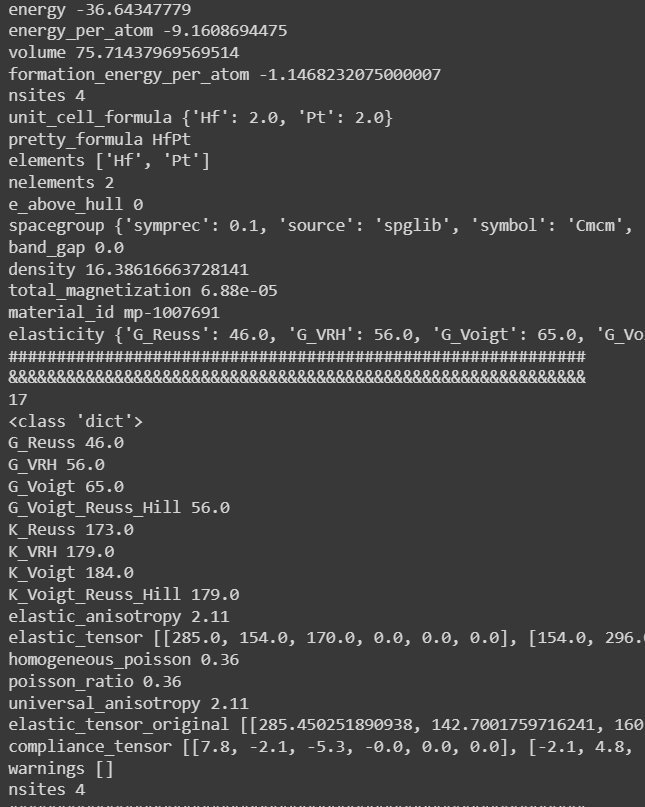 energy -36.64347779
energy_per_atom -9.1608694475
volume 75.71437969569514
formation_energy_per_atom -1.1468232075000007
nsites 4
unit_cell_formula {'Hf': 2.0, 'Pt': 2.0}
pretty_formula HfPt
elements ['Hf', 'Pt']
nelements 2
e_above_hull 0
spacegroup {'symprec': 0.1, 'source': 'spglib', 'symbol': 'Cmcm',
band_gap 0.0
density 16.38616663728141
total_magnetization 6.88e-05
material_id mp-1007691
elasticity {'G_Reuss': 46.0, 'G_VRH': 56.0, 'G_Voigt': 65.0, 'G_Vo
############################################################
&&&&&&&&&&&&&&&&&&&&&&&&&&&&&&&&&&&&&&&&&&&&&&&&&&&&&&&&&&&&
17
<class 'dict'>
G_Reuss 46.0
G_VRH 56.0
G_Voigt 65.0
G_Voigt_Reuss_Hill 56.0
K_Reuss 173.0
K_VRH 179.0
K_Voigt 184.0
K_Voigt_Reuss_Hill 179.0
elastic_anisotropy 2.11
elastic_tensor [[285.0, 154.0, 170.0, 0.0, 0.0, 0.0], [154.0, 296.0
homogeneous_poisson 0.36
poisson_ratio 0.36
universal_anisotropy 2.11
elastic_tensor_original [[285.450251890938, 142.7001759716241, 160
compliance_tensor [[7.8, -2.1, -5.3, -0.0, 0.0, 0.0], [-2.1, 4.8,
warnings []
nsites 4